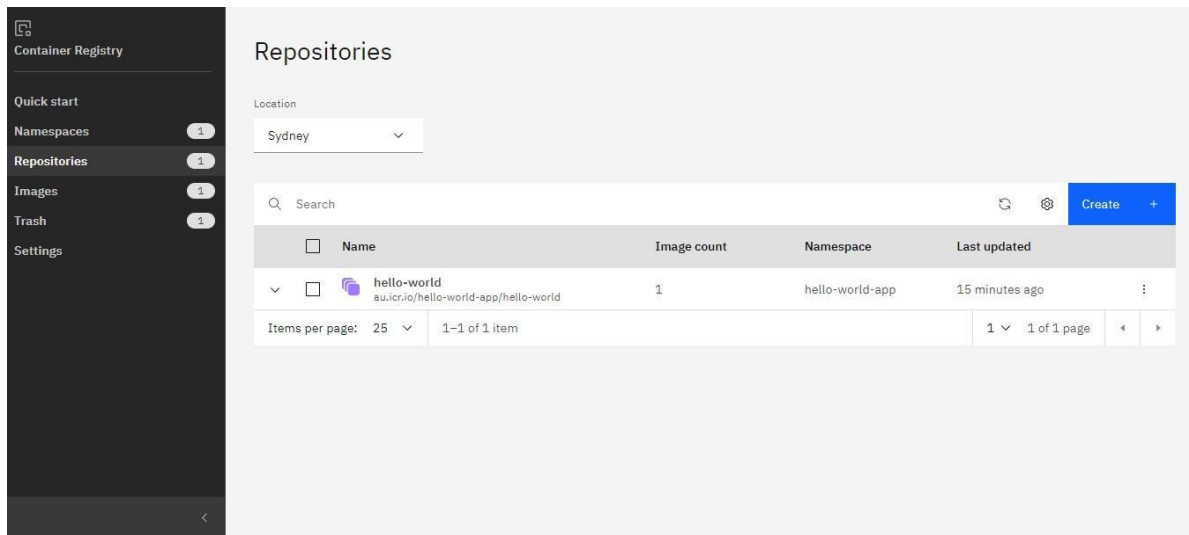 Container Registry
Quick start
Namespaces 1
Repositories 1
Images 1
Trash 1
Settings
Repositories
Location
Sydney
Search
Create +
Name Image count Namespace Last updated
hello-world
au.icr.io/hello-world-app/hello-world 1 hello-world-app 15 minutes ago
Items per page: 25 1–1 of 1 item 1 1 of 1 page